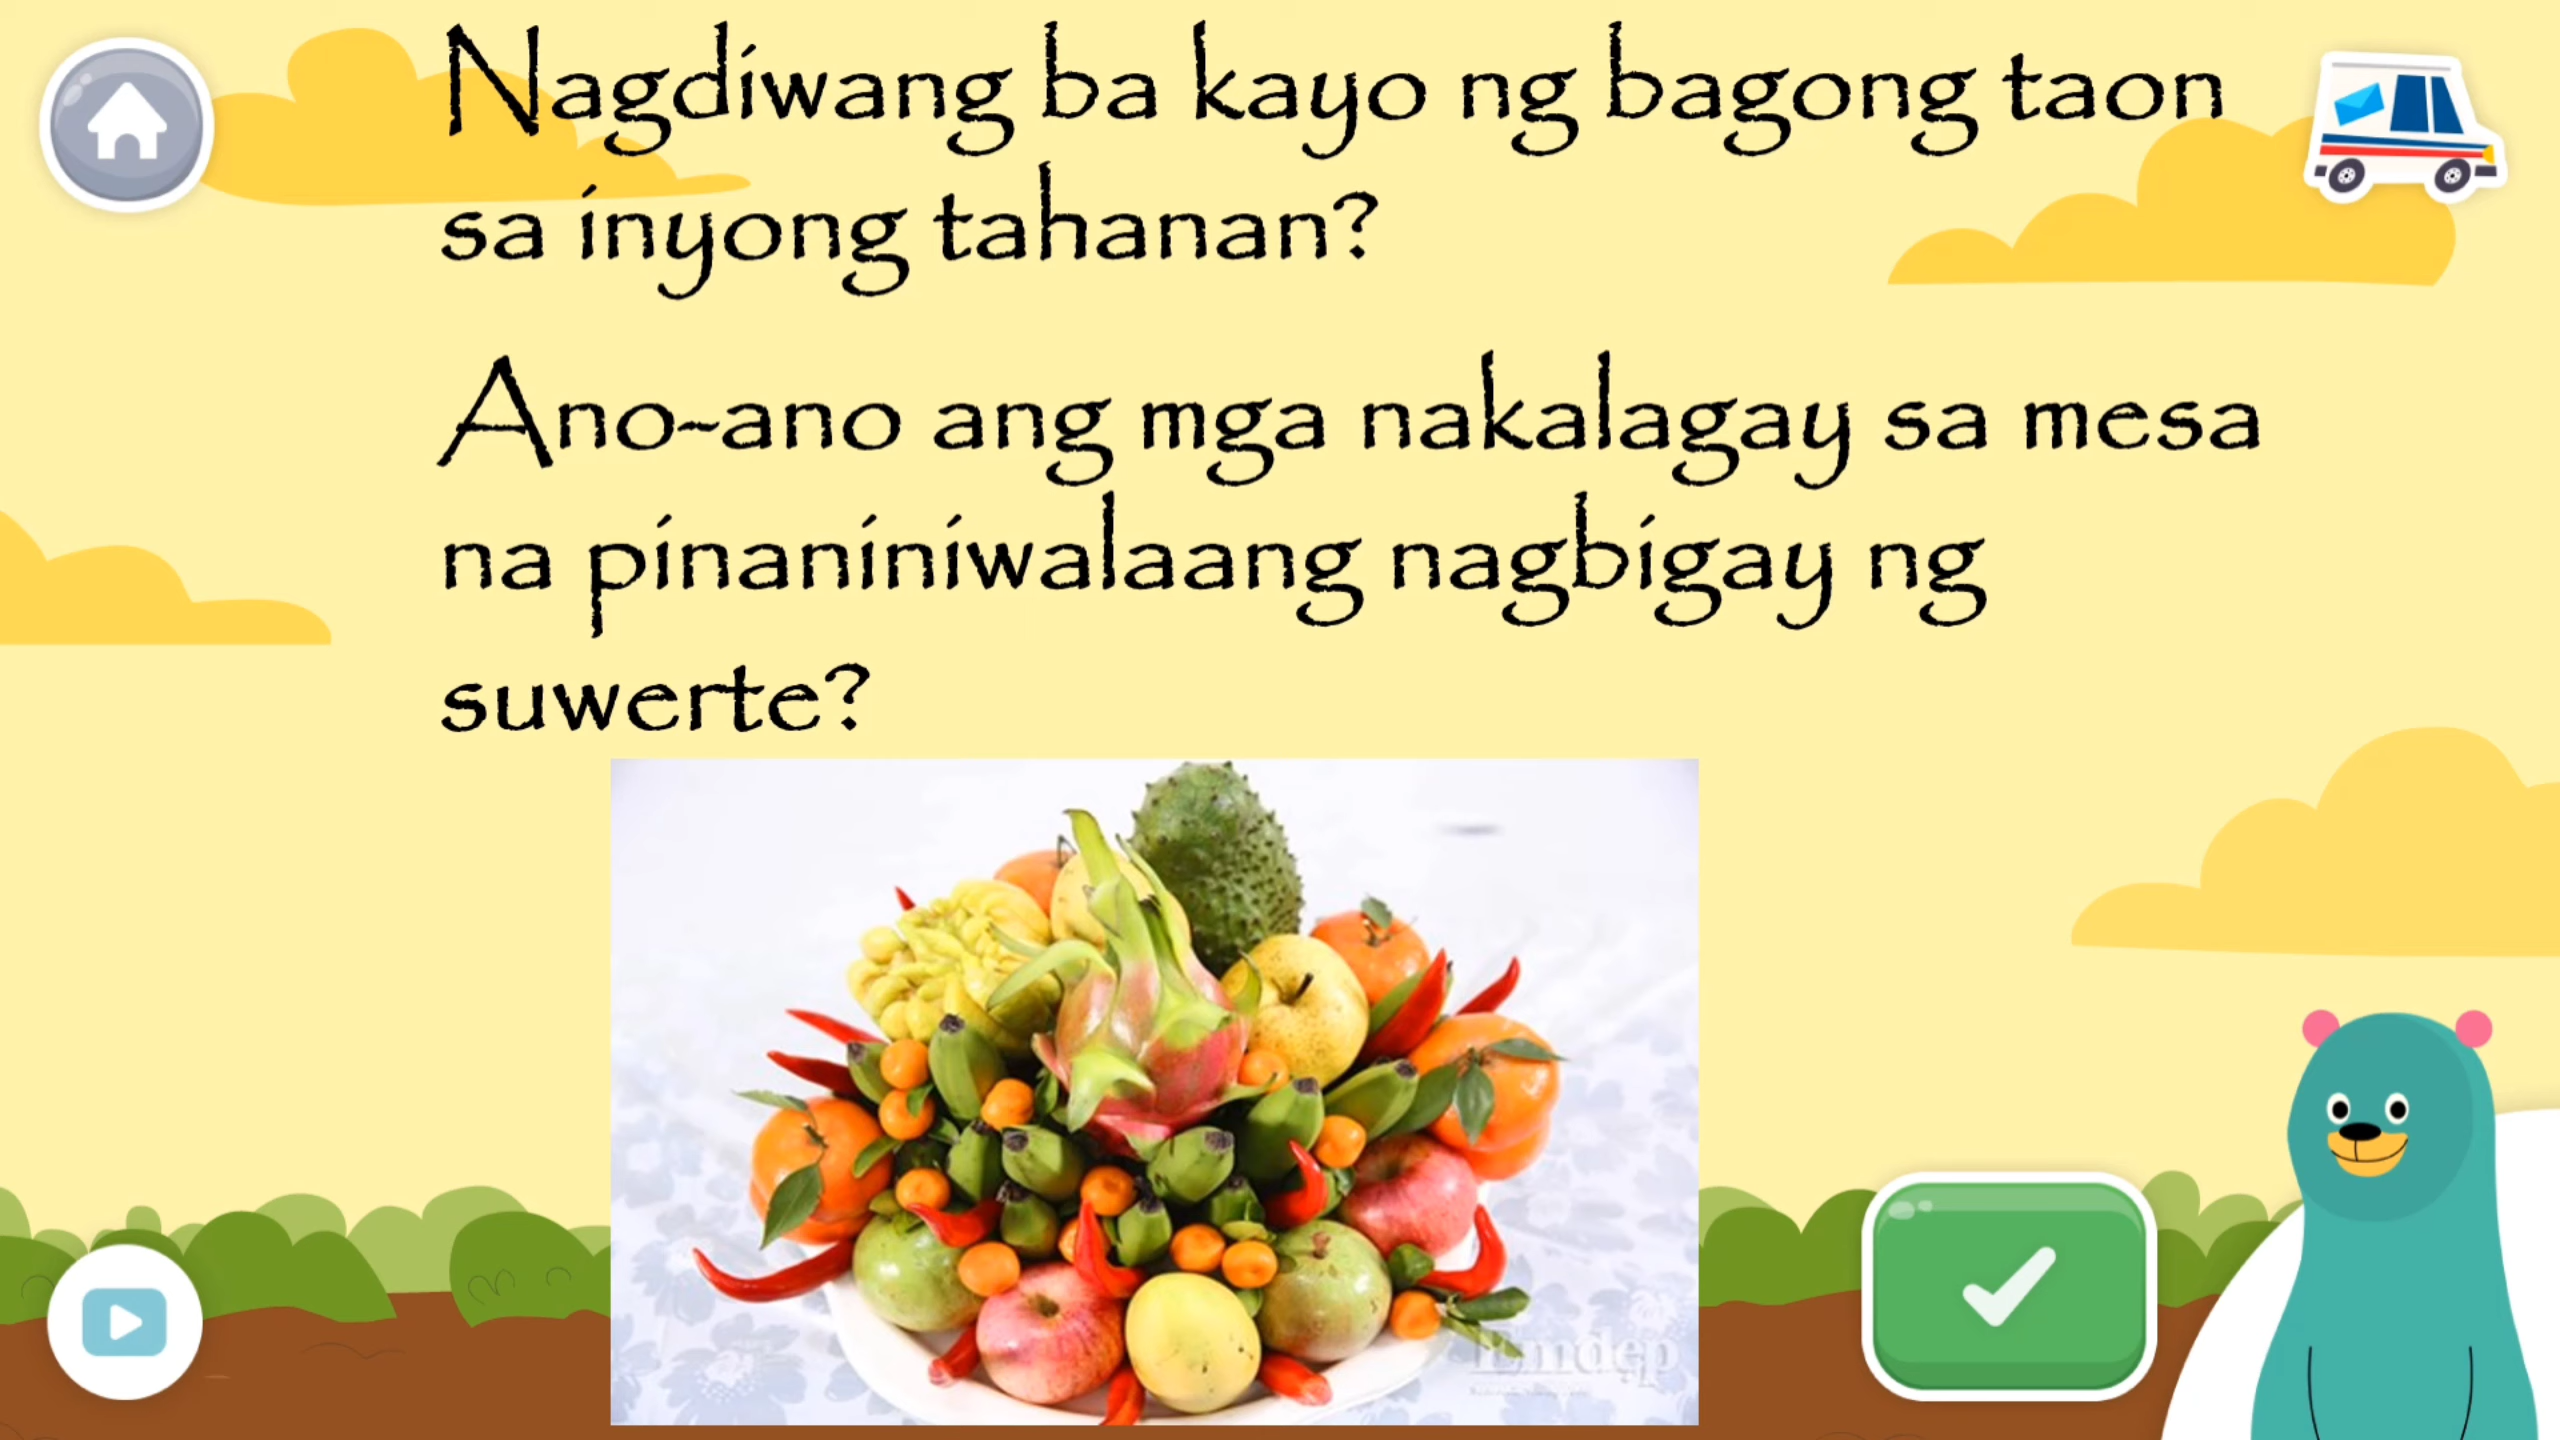 Nagdiwang ba kayo ng bagong taon
sa inyong tahanan?
Ano-ano ang mga nakalagay sa mesa
na pinaniniwalaang nagbigay ng
suwerte?
Emdep